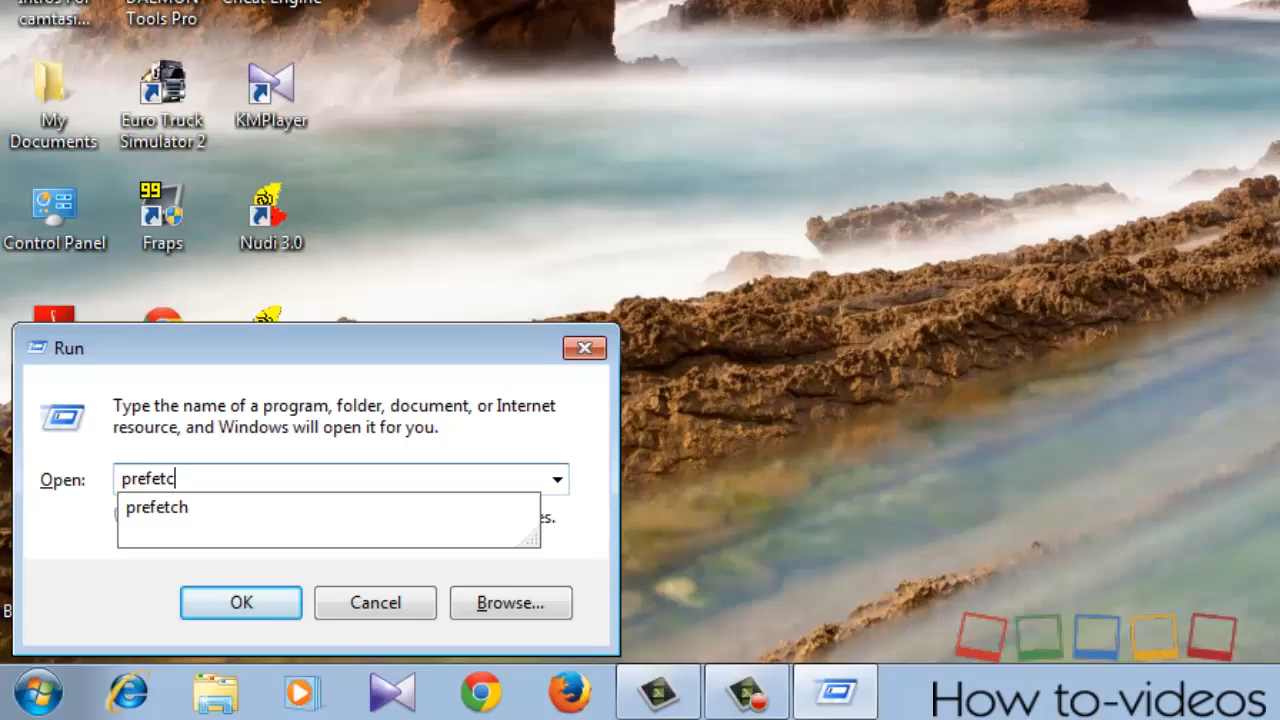 Intros For
camtasi...
DAEMON
Tools Pro
Cheat Engine
My
Documents
Euro Truck
Simulator 2
KMPlayer
Control Panel
99
Fraps
Nudi 3.0
Run
Type the name of a program, folder, document, or Internet
resource, and Windows will open it for you.
Open:
prefetc
prefetch
es.
OK
Cancel
Browse...
B
How to-videos